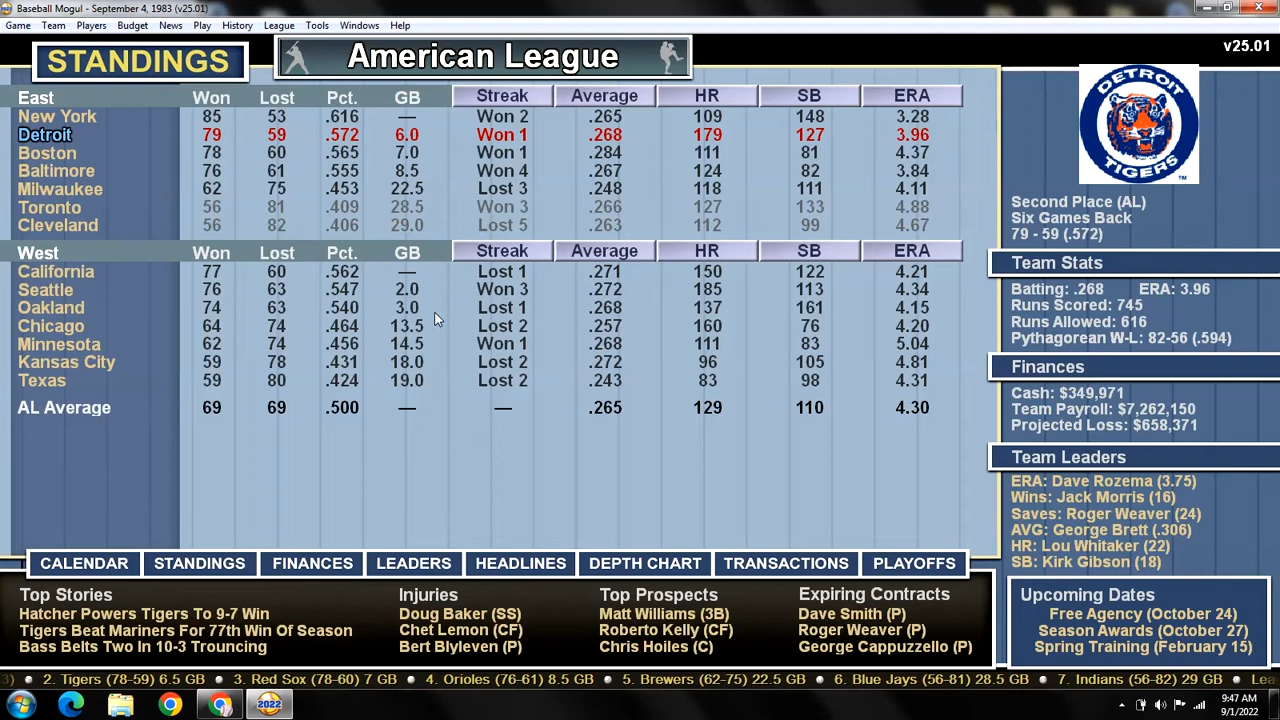 Baseball Mogul - September 4, 1983 (v25.01)
Game Team Players Budget News Play History League Tools Windows Help
STANDINGS American League v25.01
East Won Lost Pct. GB Streak Average HR SB ERA
New York 85 53 .616 — Won 2 .265 109 148 3.28
Detroit 79 59 .572 6.0 Won 1 .268 179 127 3.96
Boston 78 60 .565 7.0 Won 1 .284 111 81 4.37
Baltimore 76 61 .555 8.5 Won 4 .267 124 82 3.84
Milwaukee 62 75 .453 22.5 Lost 3 .248 118 111 4.11
Toronto 56 81 .409 28.5 Won 3 .266 127 133 4.88
Cleveland 56 82 .406 29.0 Lost 5 .263 112 99 4.67
West Won Lost Pct. GB Streak Average HR SB ERA
California 77 60 .562 — Lost 1 .271 150 122 4.21
Seattle 76 63 .547 2.0 Won 3 .272 185 113 4.34
Oakland 74 63 .540 3.0 Lost 1 .268 137 161 4.15
Chicago 64 74 .464 13.5 Lost 2 .257 160 76 4.20
Minnesota 62 74 .456 14.5 Won 1 .268 111 83 5.04
Kansas City 59 78 .431 18.0 Lost 2 .272 96 105 4.81
Texas 59 80 .424 19.0 Lost 2 .243 83 98 4.31
AL Average 69 69 .500 — — .265 129 110 4.30
DETROIT
TIGERS
TM
Second Place (AL)
Six Games Back
79 - 59 (.572)
Team Stats
Batting: .268 ERA: 3.96
Runs Scored: 745
Runs Allowed: 616
Pythagorean W-L: 82-56 (.594)
Finances
Cash: $349,971
Team Payroll: $7,262,150
Projected Loss: $658,371
Team Leaders
ERA: Dave Rozema (3.75)
Wins: Jack Morris (16)
Saves: Roger Weaver (24)
AVG: George Brett (.306)
HR: Lou Whitaker (22)
SB: Kirk Gibson (18)
CALENDAR STANDINGS FINANCES LEADERS HEADLINES DEPTH CHART TRANSACTIONS PLAYOFFS
Top Stories
Hatcher Powers Tigers To 9-7 Win
Tigers Beat Mariners For 77th Win Of Season
Bass Belts Two In 10-3 Trouncing
Injuries
Doug Baker (SS)
Chet Lemon (CF)
Bert Blyleven (P)
Top Prospects
Matt Williams (3B)
Roberto Kelly (CF)
Chris Hoiles (C)
Expiring Contracts
Dave Smith (P)
Roger Weaver (P)
George Cappuzzello (P)
Upcoming Dates
Free Agency (October 24)
Season Awards (October 27)
Spring Training (February 15)
3) • 2. Tigers (78-59) 6.5 GB • 3. Red Sox (78-60) 7 GB • 4. Orioles (76-61) 8.5 GB • 5. Brewers (62-75) 22.5 GB • 6. Blue Jays (56-81) 28.5 GB • 7. Indians (56-82) 29 GB • Lea
2022
9:47 AM
9/1/2022